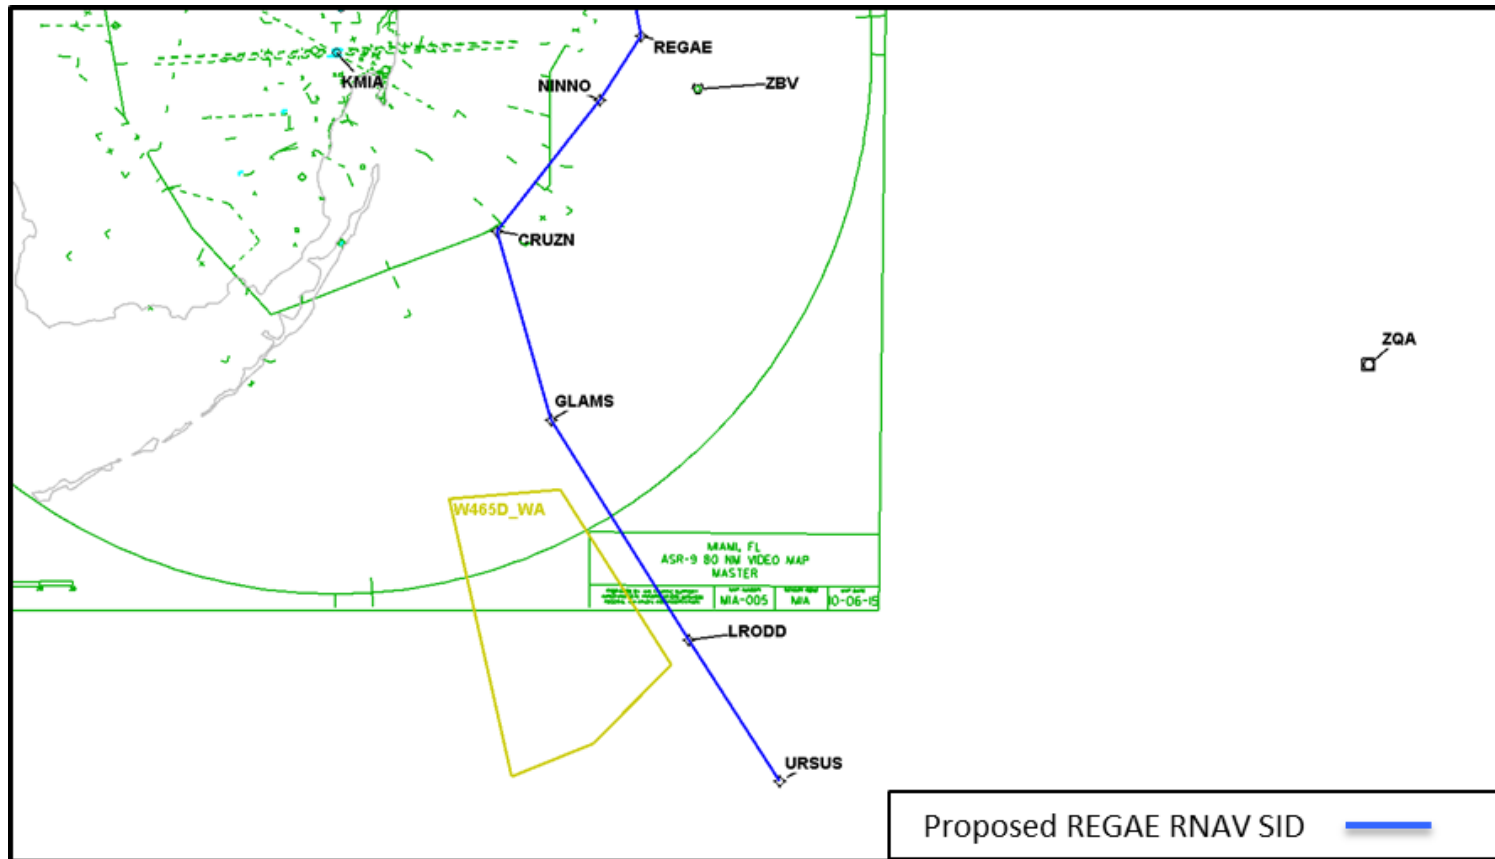 REGAE
KMIA
NINNO
ZBV
CRUZN
ZQA
GLAMS
W465D_WA
MIAMI, FL
ASR-9 80 NM VIDEO MAP
MASTER
MIA-005
MIA
10-06-15
LRODD
URSUS
Proposed REGAE RNAV SID